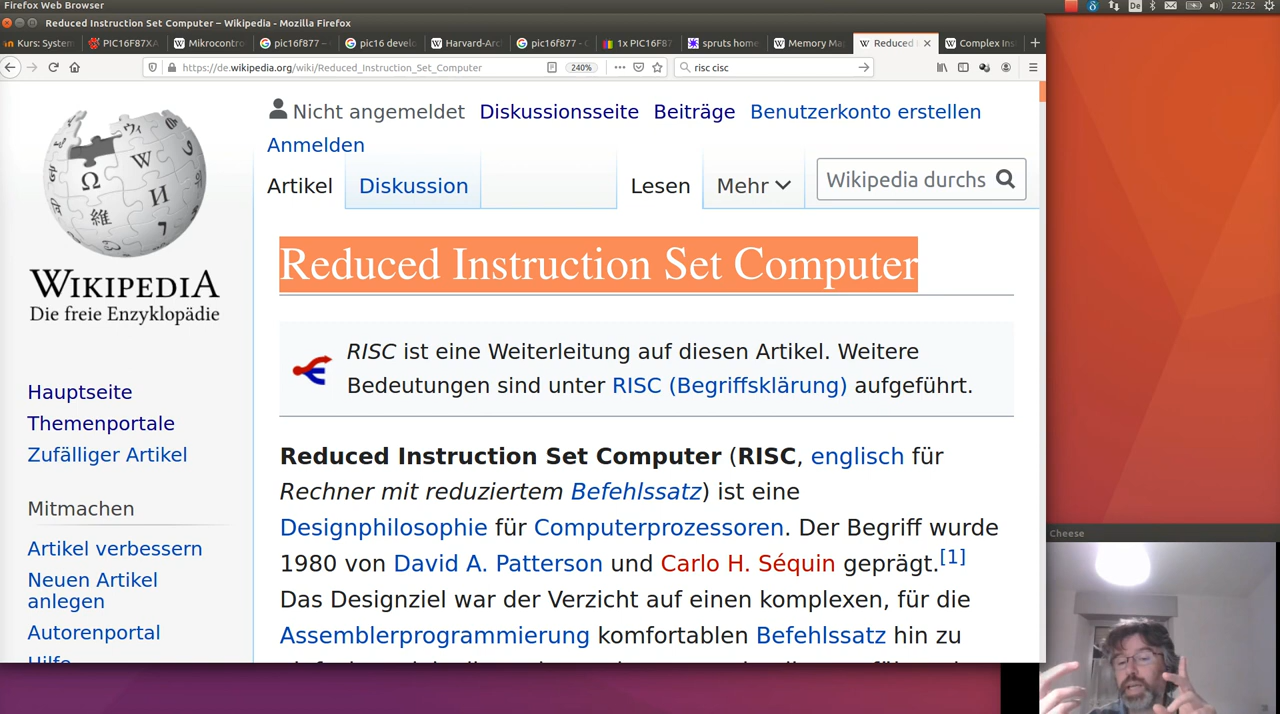 Firefox Web Browser
De
22:52
Reduced Instruction Set Computer – Wikipedia - Mozilla Firefox
Kurs: System
PIC16F87XA
Mikrocontro
pic16f877 –
pic16 develo
Harvard-Arc
pic16f877 -
1x PIC16F87
spruts home
Memory Ma
Reduced
Complex Ins
https://de.wikipedia.org/wiki/Reduced_Instruction_Set_Computer
240%
risc cisc
Nicht angemeldet Diskussionsseite Beiträge Benutzerkonto erstellen
Anmelden
Artikel Diskussion Lesen Mehr Wikipedia durchs
WIKIPEDIA
Die freie Enzyklopädie
Hauptseite
Themenportale
Zufälliger Artikel
Mitmachen
Artikel verbessern
Neuen Artikel
anlegen
Autorenportal
Hilfe
Reduced Instruction Set Computer
RISC ist eine Weiterleitung auf diesen Artikel. Weitere
Bedeutungen sind unter RISC (Begriffsklärung) aufgeführt.
Reduced Instruction Set Computer (RISC, englisch für
Rechner mit reduziertem Befehlssatz) ist eine
Designphilosophie für Computerprozessoren. Der Begriff wurde
1980 von David A. Patterson und Carlo H. Séquin geprägt.[1]
Das Designziel war der Verzicht auf einen komplexen, für die
Assemblerprogrammierung komfortablen Befehlssatz hin zu
Cheese